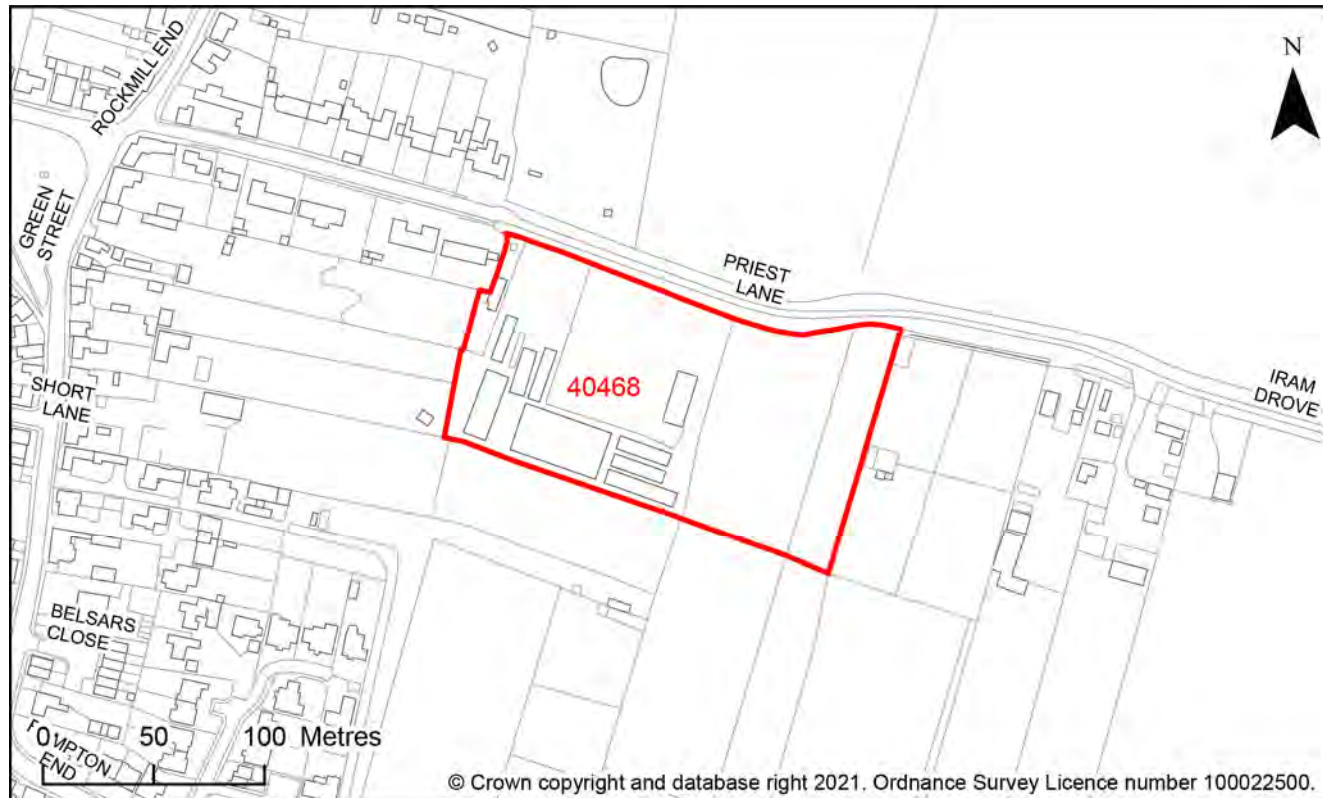 ROCKMILL END
N
GREEN
STREET
PRIEST
LANE
40468
IRAM
DROVE
SHORT
LANE
BELSARS
CLOSE
END
0 50 100 Metres
© Crown copyright and database right 2021. Ordnance Survey Licence number 100022500.